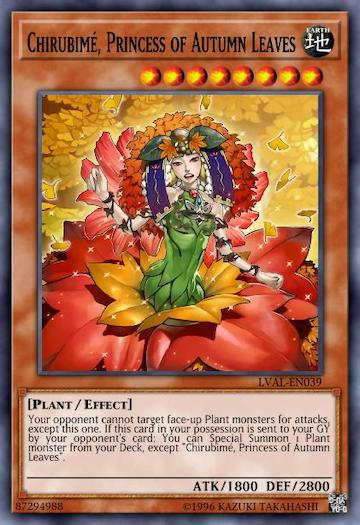 Chirubimé, Princess of Autumn Leaves
EARTH
地
LVAL-EN039
[Plant / Effect]
Your opponent cannot target face-up Plant monsters for attacks,
except this one. If this card in your possession is sent to your GY
by your opponent's card: You can Special Summon 1 Plant
monster from your Deck, except "Chirubimé, Princess of Autumn
Leaves".
ATK/1800 DEF/2800
87294988
©1996 KAZUKI TAKAHASHI